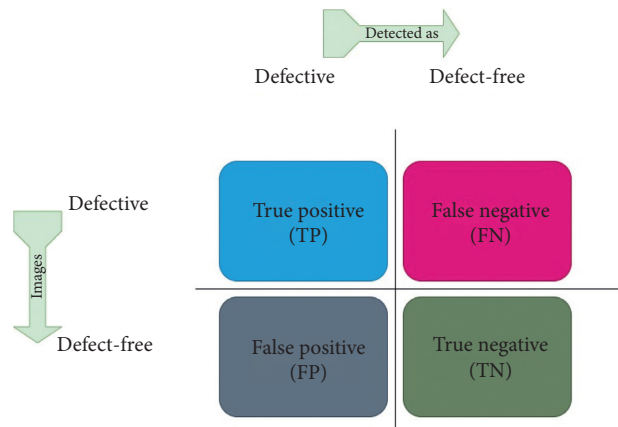 Detected as
Defective
Defect-free
Defective
True positive
(TP)
False negative
(FN)
Images
Defect-free
False positive
(FP)
True negative
(TN)